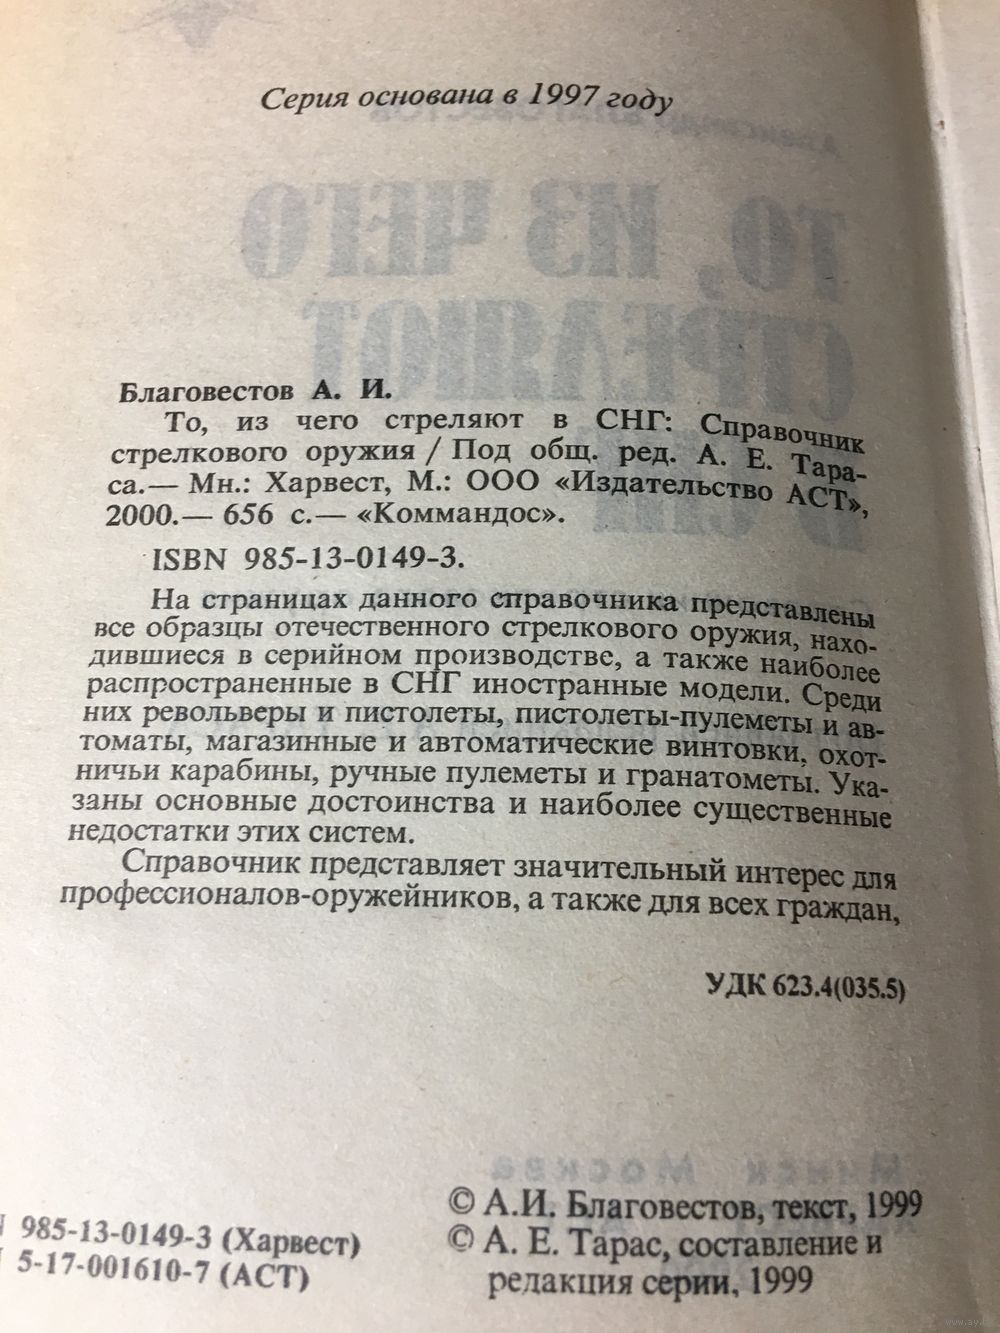 Серия основана в 1997 году
Благовестов А. И.
То, из чего стреляют в СНГ: Справочник
стрелкового оружия / Под общ. ред. А. Е. Тара-
са.— Мн.: Харвест, М.: ООО «Издательство АСТ»,
2000.— 656 с.— «Коммандос».
ISBN 985-13-0149-3.
На страницах данного справочника представлены
все образцы отечественного стрелкового оружия, нахо-
дившиеся в серийном производстве, а также наиболее
распространенные в СНГ иностранные модели. Среди
них револьверы и пистолеты, пистолеты-пулеметы и ав-
томаты, магазинные и автоматические винтовки, охот-
ничьи карабины, ручные пулеметы и гранатометы. Ука-
заны основные достоинства и наиболее существенные
недостатки этих систем.
Справочник представляет значительный интерес для
профессионалов-оружейников, а также для всех граждан,
УДК 623.4(035.5)
985-13-0149-3 (Харвест)
5-17-001610-7 (АСТ)
© А.И. Благовестов, текст, 1999
© А. Е. Тарас, составление и
редакция серии, 1999